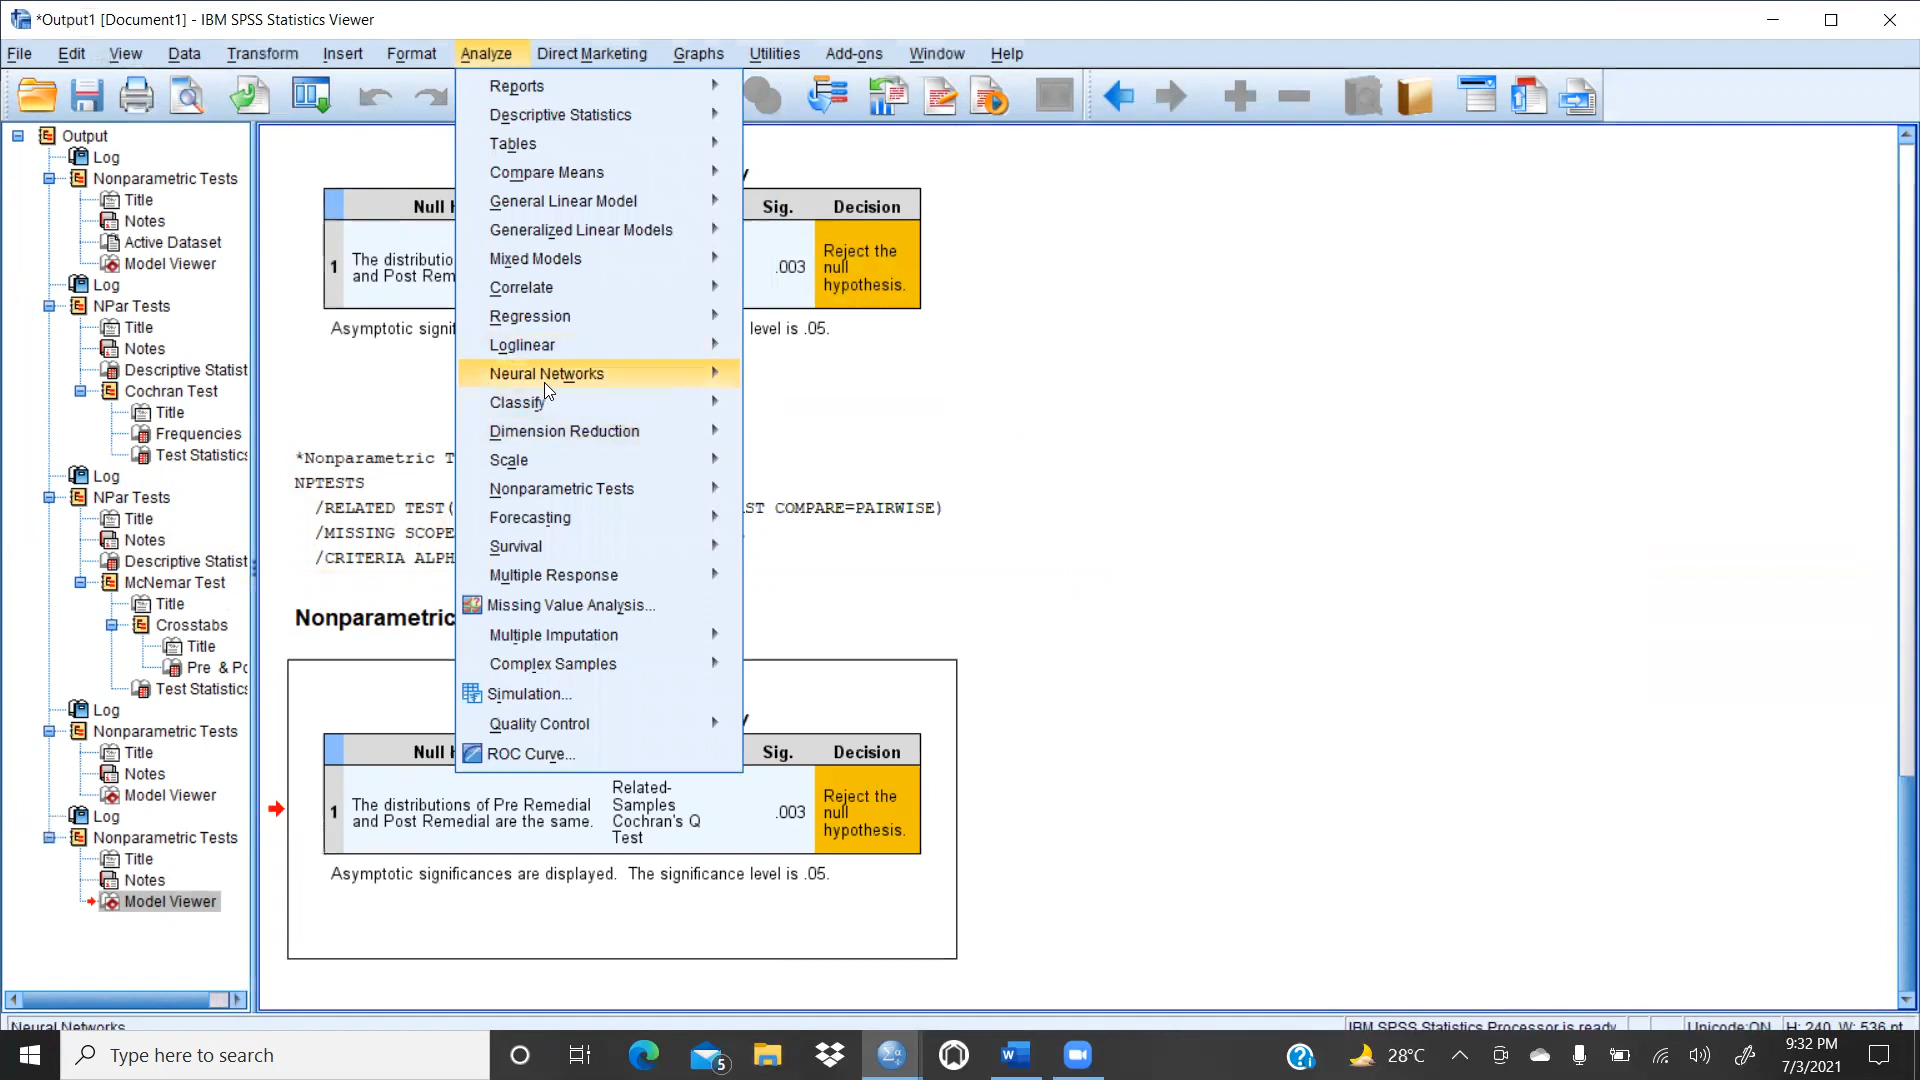 *Output1 [Document1] - IBM SPSS Statistics Viewer
File Edit View Data Transform Insert Format Analyze Direct Marketing Graphs Utilities Add-ons Window Help
Output
Log
Nonparametric Tests
Title
Notes
Active Dataset
Model Viewer
Log
NPar Tests
Title
Notes
Descriptive Statist
Cochran Test
Title
Frequencies
Test Statistics
Log
NPar Tests
Title
Notes
Descriptive Statist
McNemar Test
Title
Crosstabs
Title
Pre & Po
Test Statistics
Log
Nonparametric Tests
Title
Notes
Model Viewer
Log
Nonparametric Tests
Title
Notes
Model Viewer
Reports
Descriptive Statistics
Tables
Compare Means
General Linear Model
Generalized Linear Models
Mixed Models
Correlate
Regression
Loglinear
Neural Networks
Classify
Dimension Reduction
Scale
Nonparametric Tests
Forecasting
Survival
Multiple Response
Missing Value Analysis...
Multiple Imputation
Complex Samples
Simulation...
Quality Control
ROC Curve...
Null Sig. Decision
1 The distributio
and Post Rem
.003
Reject the
null
hypothesis.
Asymptotic signif level is .05.
*Nonparametric T
NPTESTS
/RELATED TEST( ST COMPARE=PAIRWISE)
/MISSING SCOPE
/CRITERIA ALPH
Nonparametric
Null Sig. Decision
1 The distributions of Pre Remedial
and Post Remedial are the same.
Related-
Samples
Cochran's Q
Test
.003
Reject the
null
hypothesis.
Asymptotic significances are displayed. The significance level is .05.
Neural Networks
IBM SPSS Statistics Processor is ready Unicode:ON H: 240, W: 536 pt
Type here to search
5
28°C
9:32 PM
7/3/2021